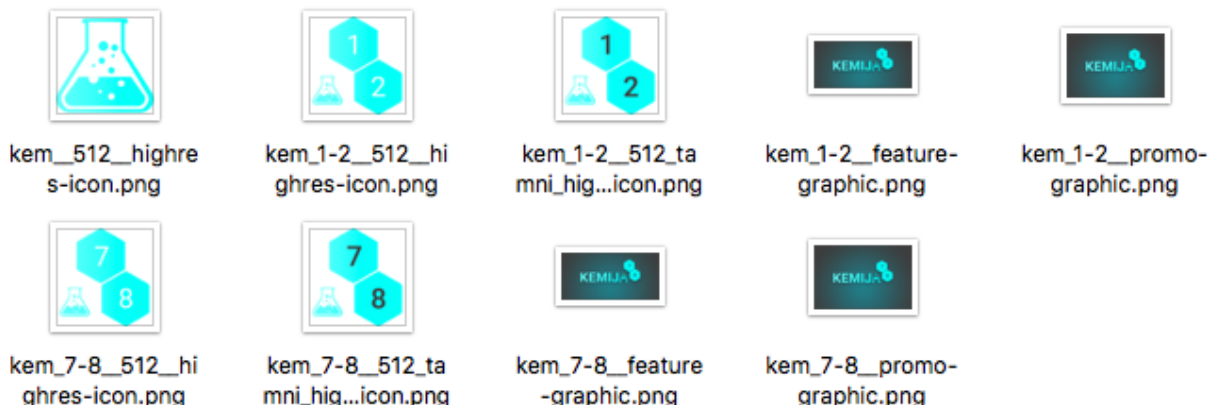 1
2
1
2
KEMIJA
KEMIJA
kem__512__highre
s-icon.png
kem_1-2__512__hi
ghres-icon.png
kem_1-2__512_ta
mni_hig...icon.png
kem_1-2__feature-
graphic.png
kem_1-2__promo-
graphic.png
7
8
7
8
KEMIJA
KEMIJA
kem_7-8__512__hi
ghres-icon.png
kem_7-8__512_ta
mni_hig...icon.png
kem_7-8__feature
-graphic.png
kem_7-8__promo-
graphic.png